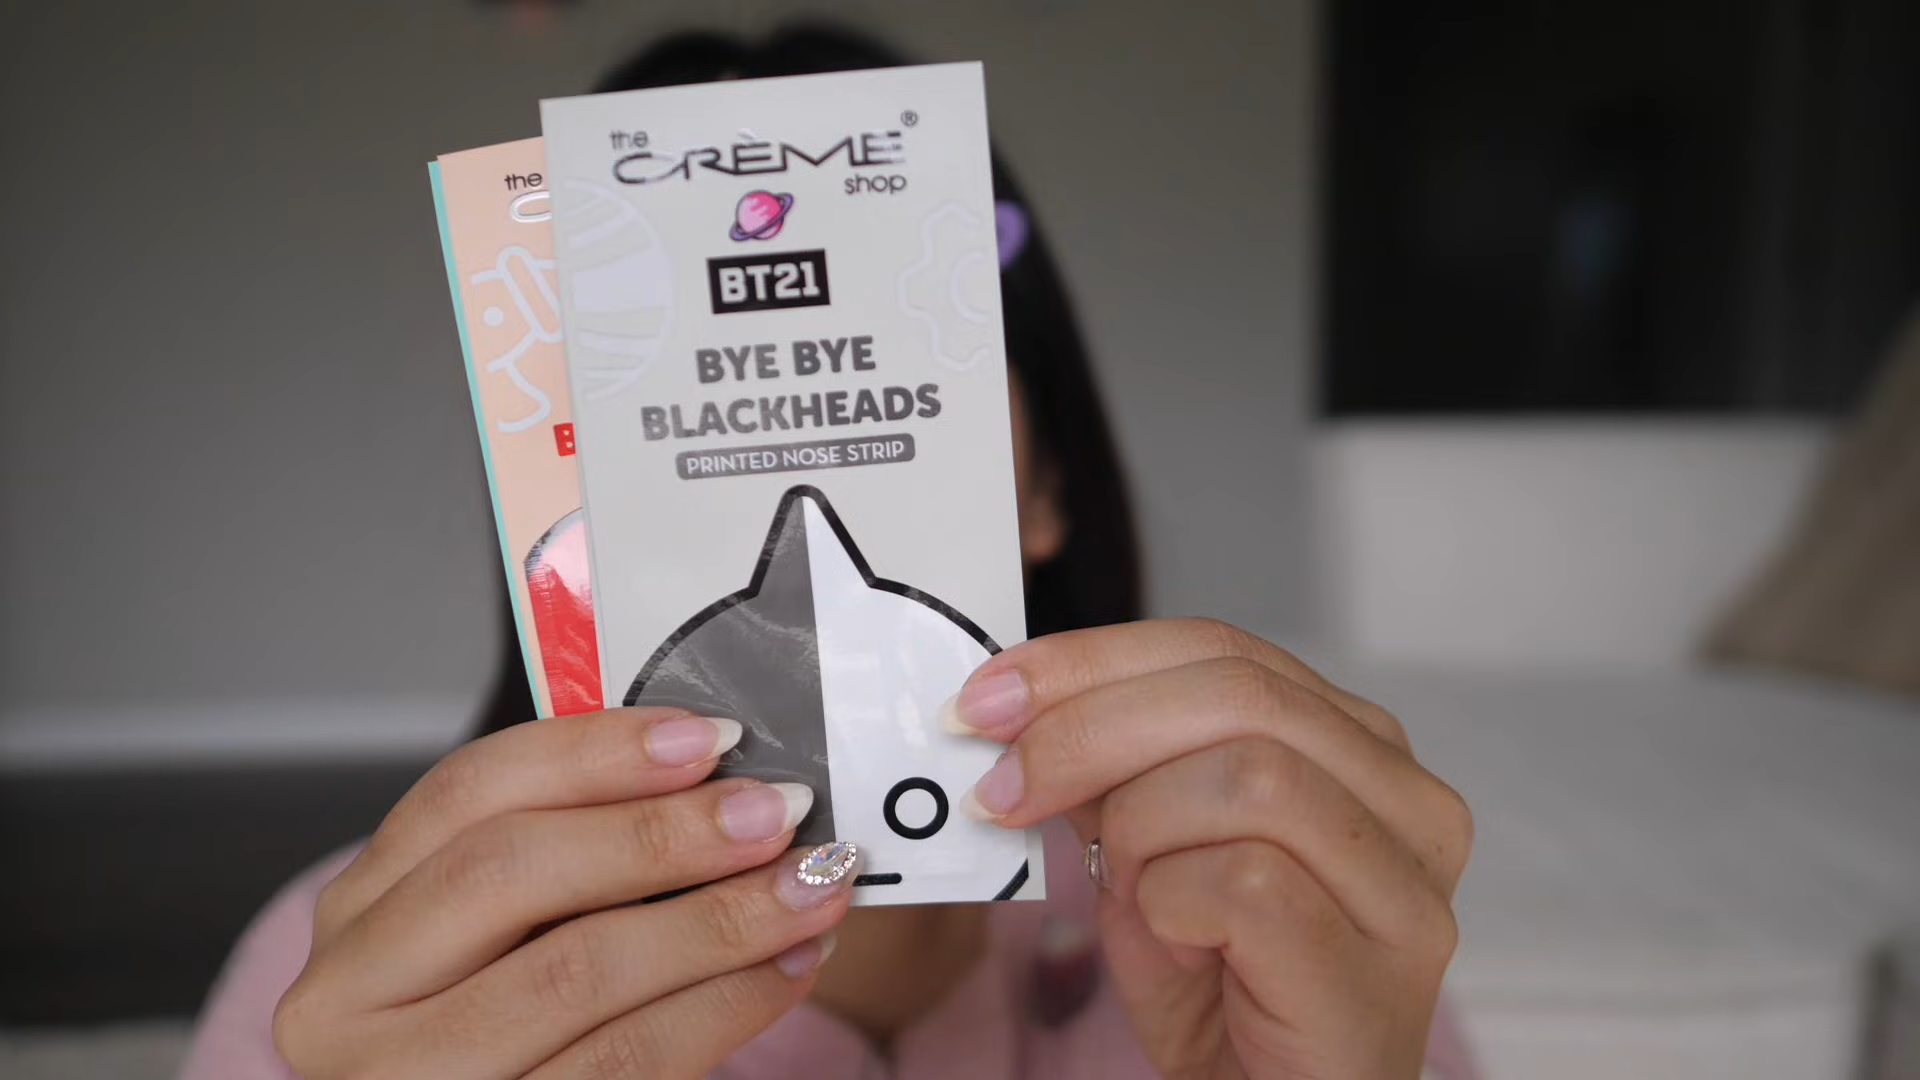 the
CRÈME®
shop
BT21
BYE BYE
BLACKHEADS
PRINTED NOSE STRIP
the